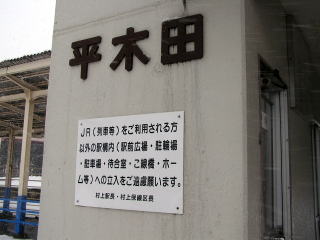 平木田
JR(列車等)をご利用される方
以外の駅構内(駅前広場・駐輪場
・駐車場・待合室・こ線橋・ホー
ム等)への立入をご遠慮願います。
村上駅長・村上保線区長